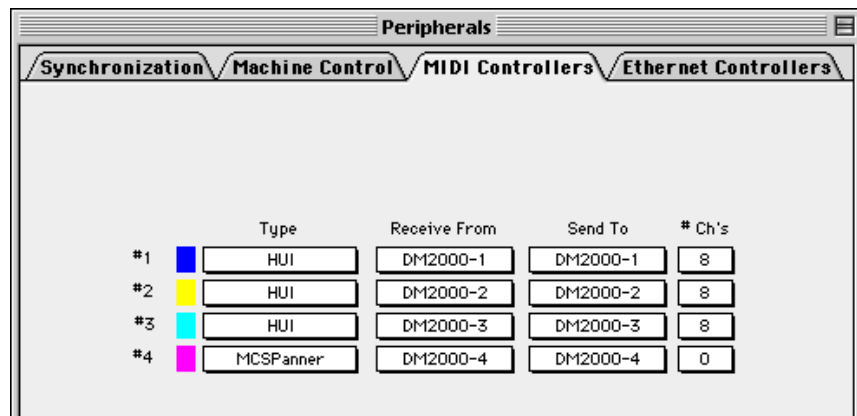 Peripherals
Synchronization Machine Control MIDI Controllers Ethernet Controllers
Type Receive From Send To # Ch's
#1 HUI DM2000-1 DM2000-1 8
#2 HUI DM2000-2 DM2000-2 8
#3 HUI DM2000-3 DM2000-3 8
#4 MCSPanner DM2000-4 DM2000-4 0